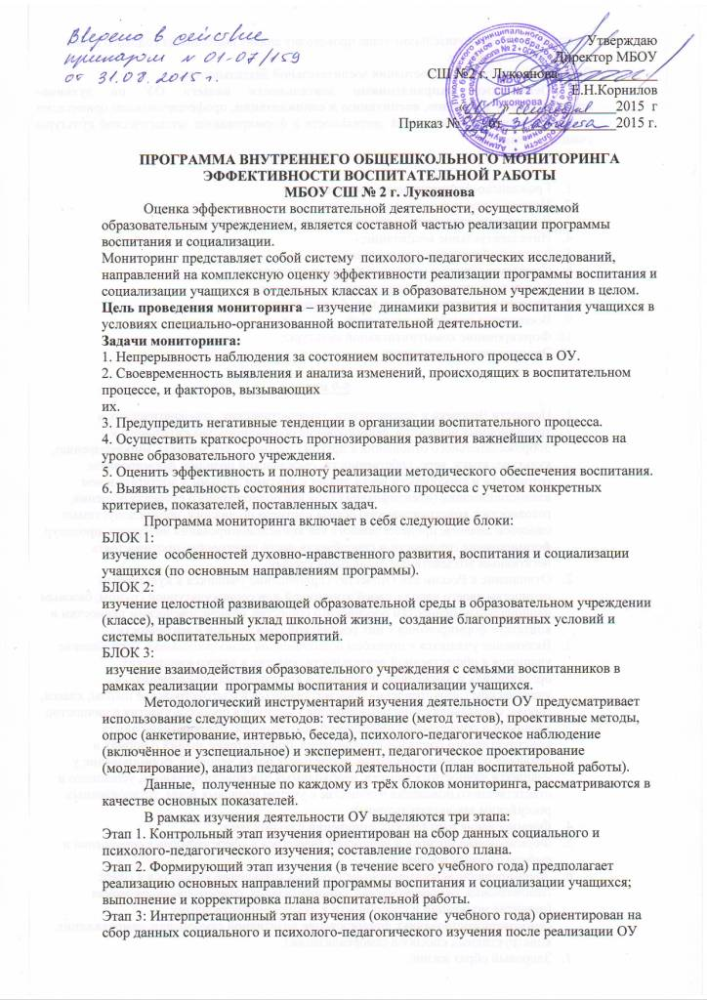 Введено в действие
приказом № 01-07/159
от 31.08.2015 г.
Утверждаю
Директор МБОУ
СШ №2 г. Лукоянова
Е.Н.Корнилов
2015 г
Приказ № от 31 августа 2015 г.
СШ № 2
г. Лукоянова
ПРОГРАММА ВНУТРЕННЕГО ОБЩЕШКОЛЬНОГО МОНИТОРИНГА
ЭФФЕКТИВНОСТИ ВОСПИТАТЕЛЬНОЙ РАБОТЫ
МБОУ СШ № 2 г. Лукоянова
Оценка эффективности воспитательной деятельности, осуществляемой
образовательным учреждением, является составной частью реализации программы
воспитания и социализации.
Мониторинг представляет собой систему психолого-педагогических исследований,
направленний на комплексную оценку эффективности реализации программы воспитания и
социализации учащихся в отдельных классах и в образовательном учреждении в целом.
Цель проведения мониторинга – изучение динамики развития и воспитания учащихся в
условиях специально-организованной воспитательной деятельности.
Задачи мониторинга:
1. Непрерывность наблюдения за состоянием воспитательного процесса в ОУ.
2. Своевременность выявления и анализа изменений, происходящих в воспитательном
процессе, и факторов, вызывающих
их.
3. Предупредить негативные тенденции в организации воспитательного процесса.
4. Осуществить краткосрочность прогнозирования развития важнейших процессов на
уровне образовательного учреждения.
5. Оценить эффективность и полноту реализации методического обеспечения воспитания.
6. Выявить реальность состояния воспитательного процесса с учетом конкретных
критериев, показателей, поставленных задач.
Программа мониторинга включает в себя следующие блоки:
БЛОК 1:
изучение особенностей духовно-нравственного развития, воспитания и социализации
учащихся (по основным направлениям программы).
БЛОК 2:
изучение целостной развивающей образовательной среды в образовательном учреждении
(классе), нравственный уклад школьной жизни, создание благоприятных условий и
системы воспитательных мероприятий.
БЛОК 3:
изучение взаимодействия образовательного учреждения с семьями воспитанников в
рамках реализации программы воспитания и социализации учащихся.
Методологический инструментарий изучения деятельности ОУ предусматривает
использование следующих методов: тестирование (метод тестов), проективные методы,
опрос (анкетирование, интервью, беседа), психолого-педагогическое наблюдение
(включённое и узспециальное) и эксперимент, педагогическое проектирование
(моделирование), анализ педагогической деятельности (план воспитательной работы).
Данные, полученные по каждому из трёх блоков мониторинга, рассматриваются в
качестве основных показателей.
В рамках изучения деятельности ОУ выделяются три этапа:
Этап 1. Контрольный этап изучения ориентирован на сбор данных социального и
психолого-педагогического изучения; составление годового плана.
Этап 2. Формирующий этап изучения (в течение всего учебного года) предполагает
реализацию основных направлений программы воспитания и социализации учащихся;
выполнение и корректировка плана воспитательной работы.
Этап 3: Интерпретационный этап изучения (окончание учебного года) ориентирован на
сбор данных социального и психолого-педагогического изучения после реализации ОУ